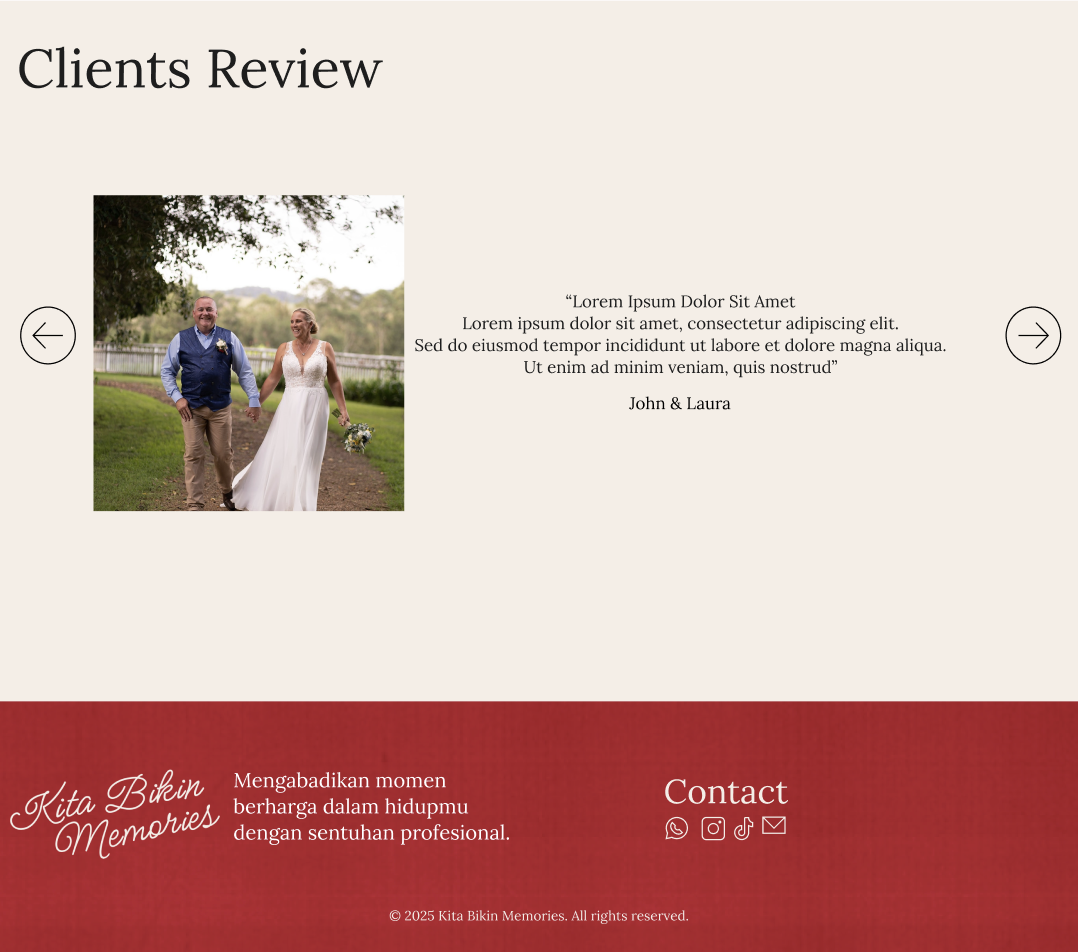 Clients Review
“Lorem Ipsum Dolor Sit Amet
Lorem ipsum dolor sit amet, consectetur adipiscing elit.
Sed do eiusmod tempor incididunt ut labore et dolore magna aliqua.
Ut enim ad minim veniam, quis nostrud”
John & Laura
Kita Bikin
Memories
Mengabadikan momen
berharga dalam hidupmu
dengan sentuhan profesional.
Contact
© 2025 Kita Bikin Memories. All rights reserved.